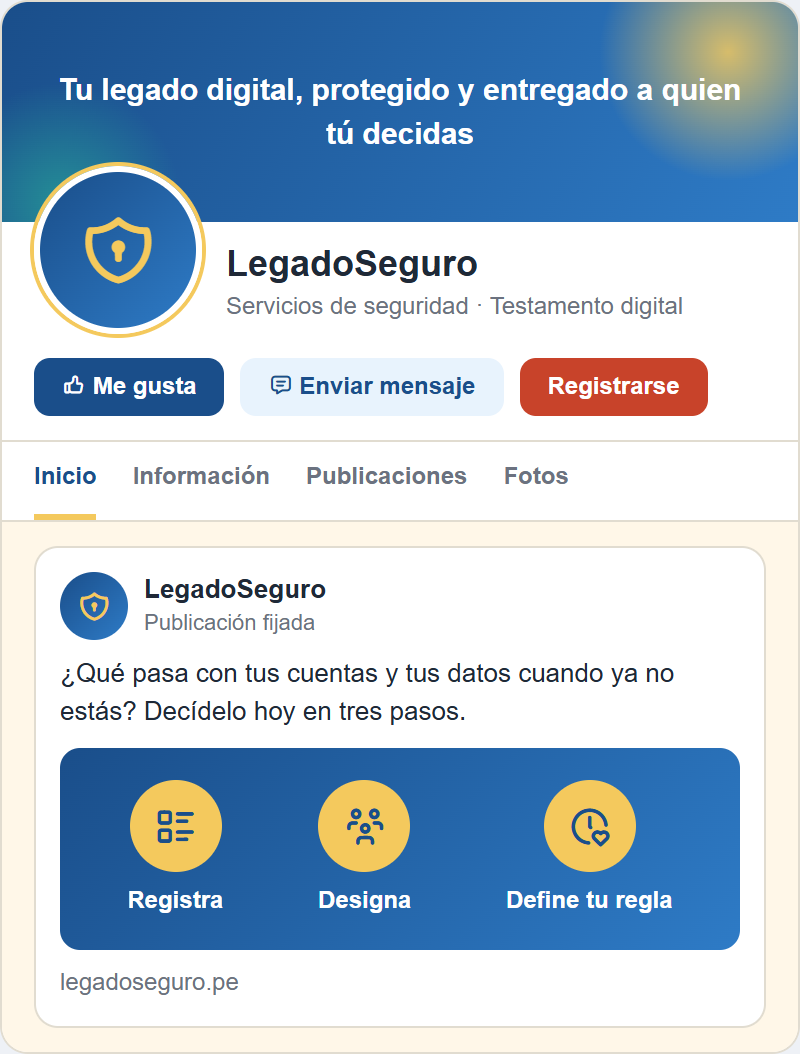 Tu legado digital, protegido y entregado a quien
tú decidas
LegadoSeguro
Servicios de seguridad · Testamento digital
Me gusta
Enviar mensaje
Registrarse
Inicio
Información
Publicaciones
Fotos
LegadoSeguro
Publicación fijada
¿Qué pasa con tus cuentas y tus datos cuando ya no
estás? Decídelo hoy en tres pasos.
Registra
Designa
Define tu regla
legadoseguro.pe